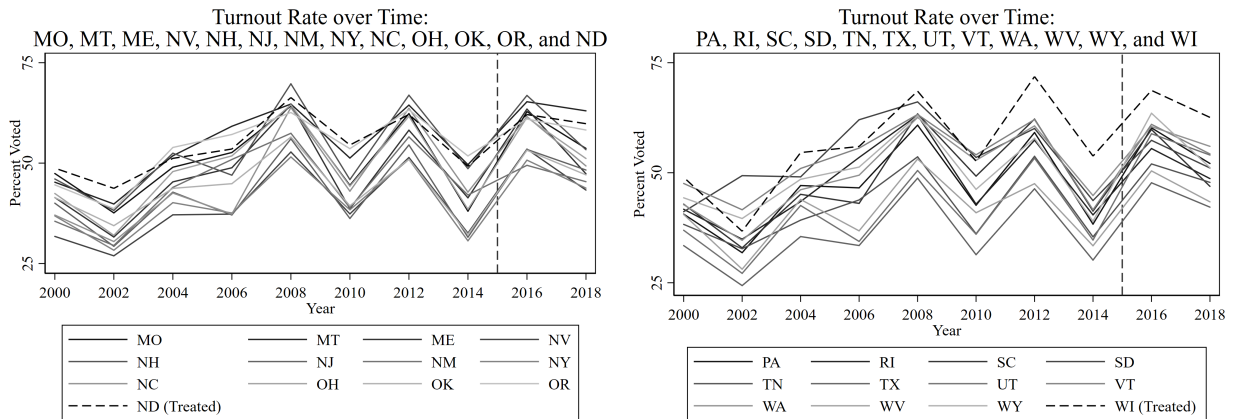 Turnout Rate over Time:
MO, MT, ME, NV, NH, NJ, NM, NY, NC, OH, OK, OR, and ND
Percent Voted
75
50
25
2000 2002 2004 2006 2008 2010 2012 2014 2016 2018
Year
MO MT ME NV
NH NJ NM NY
NC OH OK OR
ND (Treated)
Turnout Rate over Time:
PA, RI, SC, SD, TN, TX, UT, VT, WA, WV, WY, and WI
Percent Voted
75
50
25
2000 2002 2004 2006 2008 2010 2012 2014 2016 2018
Year
PA RI SC SD
TN TX UT VT
WA WV WY WI (Treated)